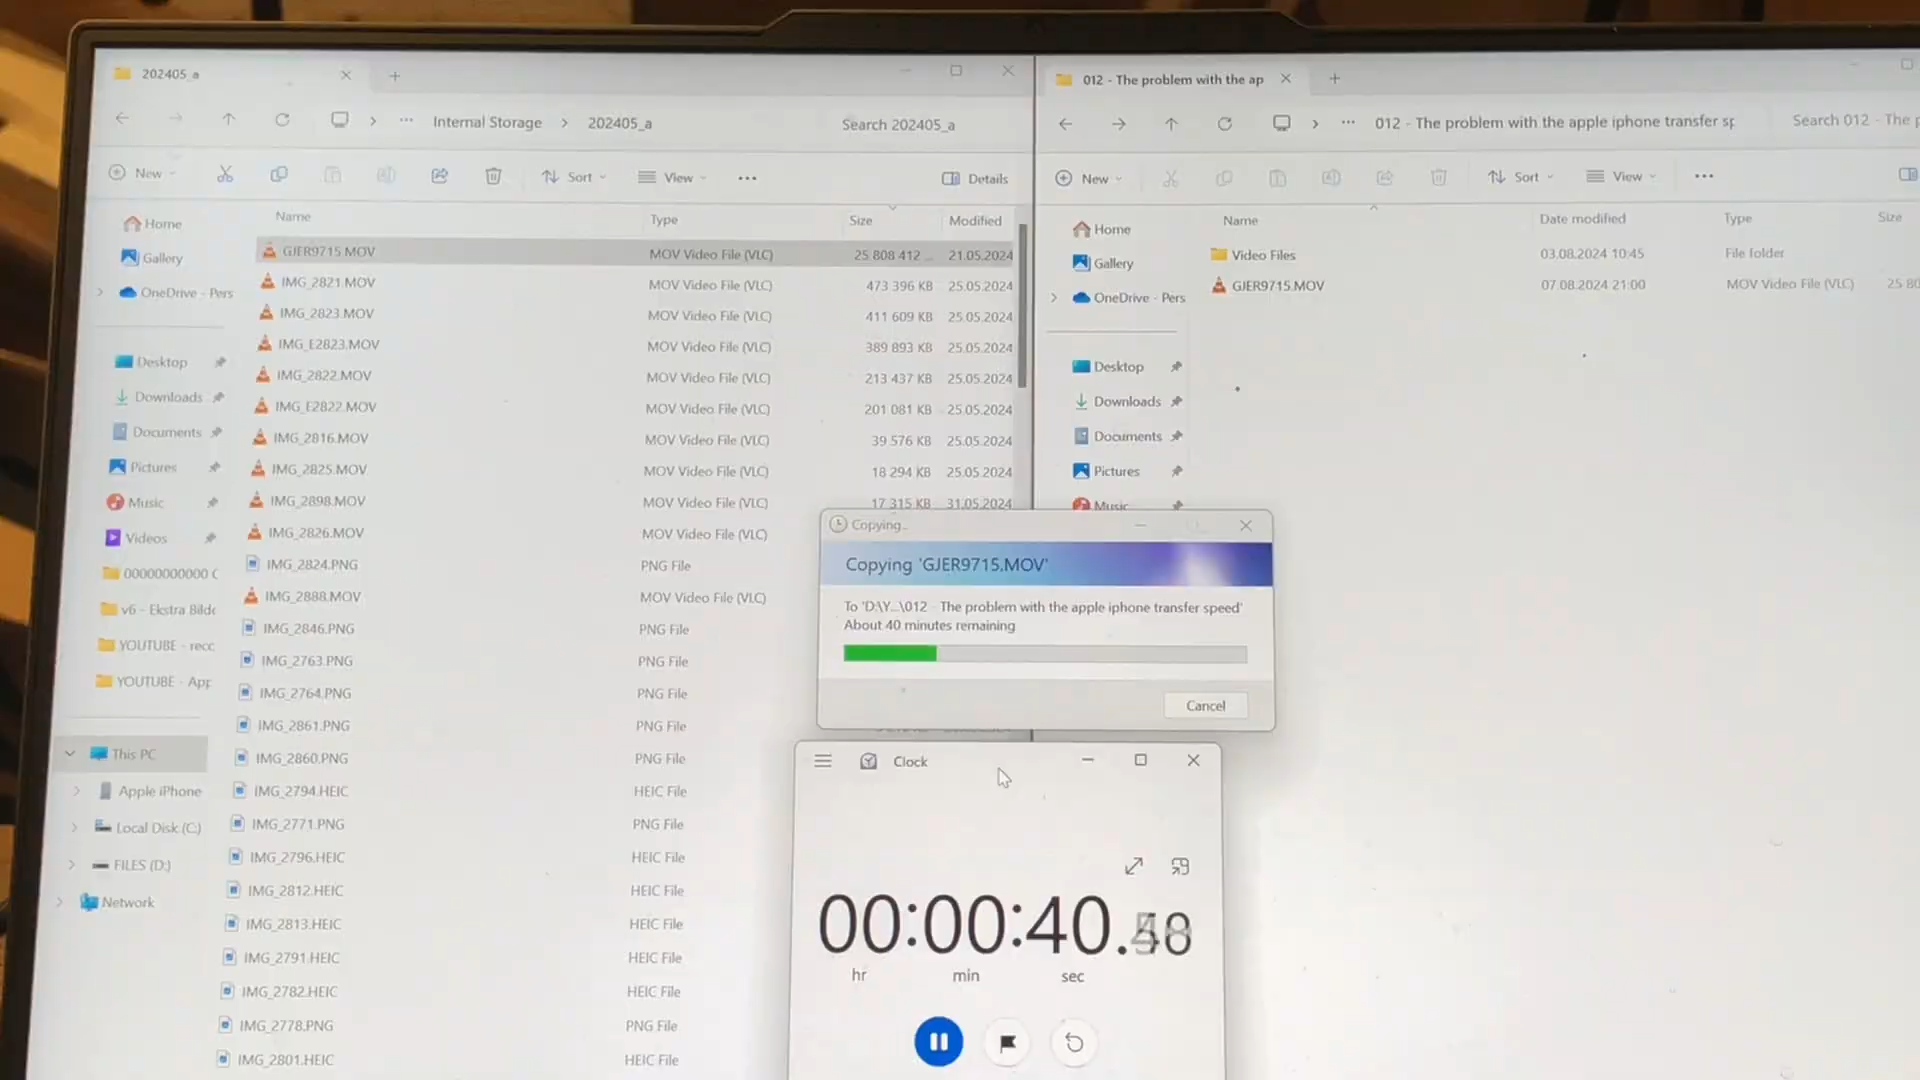 202405_a
Internal Storage
202405_a
Search 202405_a
New
Sort
View
Details
Name
Type
Size
Modified
Home
Gallery
OneDrive - Pers
Desktop
Downloads
Documents
Pictures
Music
Videos
00000000000 C
v6 - Ekstra Bilde
YOUTUBE - recc
YOUTUBE - App
This PC
Apple iPhone
Local Disk (C:)
FILES (D:)
Network
GJER9715.MOV MOV Video File (VLC) 25 808 412 ... 21.05.2024
IMG_2821.MOV MOV Video File (VLC) 473 396 KB 25.05.2024
IMG_2823.MOV MOV Video File (VLC) 411 609 KB 25.05.2024
IMG_E2823.MOV MOV Video File (VLC) 389 893 KB 25.05.2024
IMG_2822.MOV MOV Video File (VLC) 213 437 KB 25.05.2024
IMG_E2822.MOV MOV Video File (VLC) 201 081 KB 25.05.2024
IMG_2816.MOV MOV Video File (VLC) 39 576 KB 25.05.2024
IMG_2825.MOV MOV Video File (VLC) 18 294 KB 25.05.2024
IMG_2898.MOV MOV Video File (VLC) 17 315 KB 31.05.2024
IMG_2826.MOV MOV Video File (VLC)
IMG_2824.PNG PNG File
IMG_2888.MOV MOV Video File (VLC)
IMG_2846.PNG PNG File
IMG_2763.PNG PNG File
IMG_2764.PNG PNG File
IMG_2861.PNG PNG File
IMG_2860.PNG PNG File
IMG_2794.HEIC HEIC File
IMG_2771.PNG PNG File
IMG_2796.HEIC HEIC File
IMG_2812.HEIC HEIC File
IMG_2813.HEIC HEIC File
IMG_2791.HEIC HEIC File
IMG_2782.HEIC HEIC File
IMG_2778.PNG PNG File
IMG_2801.HEIC HEIC File
012 - The problem with the ap
012 - The problem with the apple iphone transfer sp
Search 012 - The p
New
Sort
View
Name
Date modified
Type
Size
Home
Gallery
OneDrive - Pers
Desktop
Downloads
Documents
Pictures
Music
Video Files 03.08.2024 10:45 File folder
GJER9715.MOV 07.08.2024 21:00 MOV Video File (VLC) 25 80
Copying...
Copying 'GJER9715.MOV'
To 'D:\Y...\012 - The problem with the apple iphone transfer speed'
About 40 minutes remaining
Cancel
Clock
00:00:40.
hr min sec